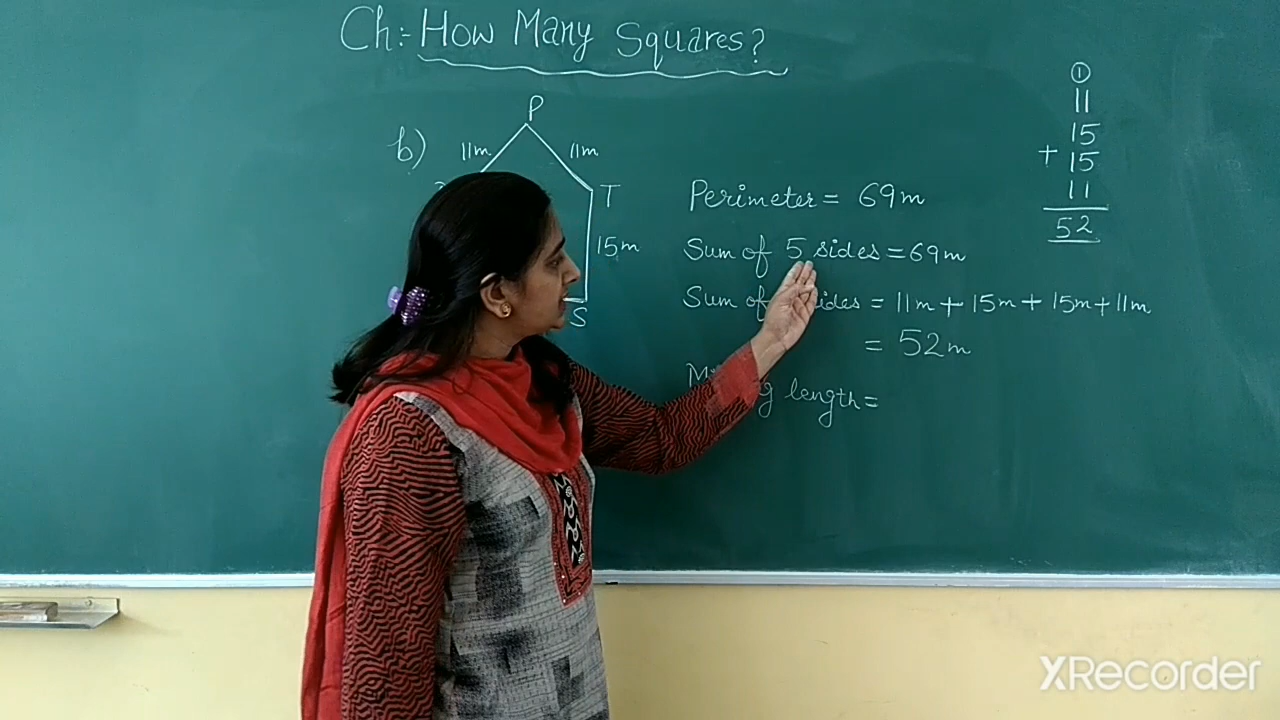 Ch:- How Many Squares?
b)
P
11m
11m
T
15m
S
Perimeter = 69m
Sum of 5 sides = 69m
Sum of sides = 11m + 15m + 15m + 11m
= 52m
length =
1
11
15
+ 15
11
52
XRecorder